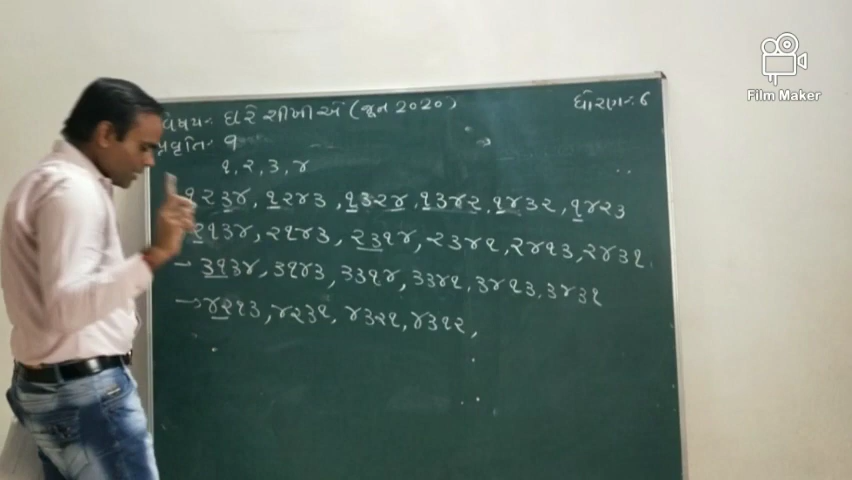 વિષય:- ઘરે શીખીએ (જૂન 2020) ધોરણ:- ૬
પ્રવૃત્તિ:- ૧
૧, ૨, ૩, ૪
૧૨૩૪, ૧૨૪૩, ૧૩૨૪, ૧૩૪૨, ૧૪૩૨, ૧૪૨૩
૨૧૩૪, ૨૧૪૩, ૨૩૧૪, ૨૩૪૧, ૨૪૧૩, ૨૪૩૧.
– ૩૧૩૪, ૩૧૪૩, ૩૩૧૪, ૩૩૪૧, ૩૪૧૩, ૩૪૩૧
→ ૪૨૧૩, ૪૨૩૧, ૪૩૨૧, ૪૩૧૨,
Film Maker